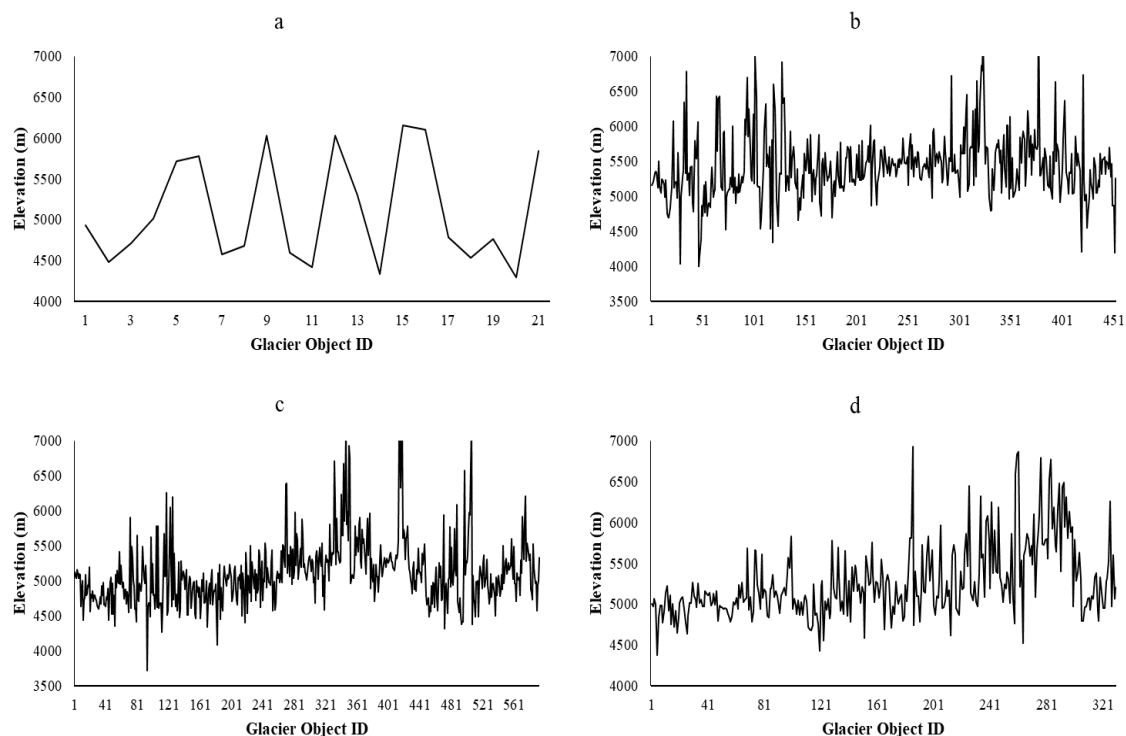 a
7000
6500
6000
5500
5000
4500
4000
Elevation (m)
1 3 5 7 9 11 13 15 17 19 21
Glacier Object ID
b
7000
6500
6000
5500
5000
4500
4000
3500
Elevation (m)
1 51 101 151 201 251 301 351 401 451
Glacier Object ID
c
7000
6500
6000
5500
5000
4500
4000
3500
Elevation (m)
1 41 81 121 161 201 241 281 321 361 401 441 481 521 561
Glacier Object ID
d
7000
6500
6000
5500
5000
4500
4000
Elevation (m)
1 41 81 121 161 201 241 281 321
Glacier Object ID